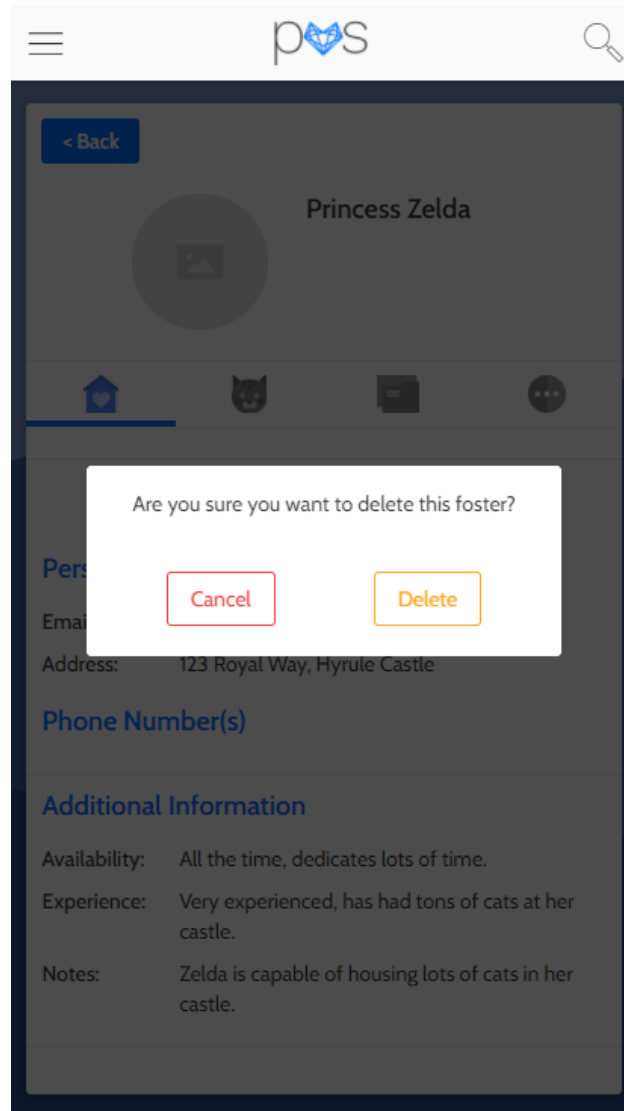 pws
< Back
Princess Zelda
Are you sure you want to delete this foster?
Cancel Delete
Pers
Emai
Address: 123 Royal Way, Hyrule Castle
Phone Number(s)
Additional Information
Availability: All the time, dedicates lots of time.
Experience: Very experienced, has had tons of cats at her
castle.
Notes: Zelda is capable of housing lots of cats in her
castle.